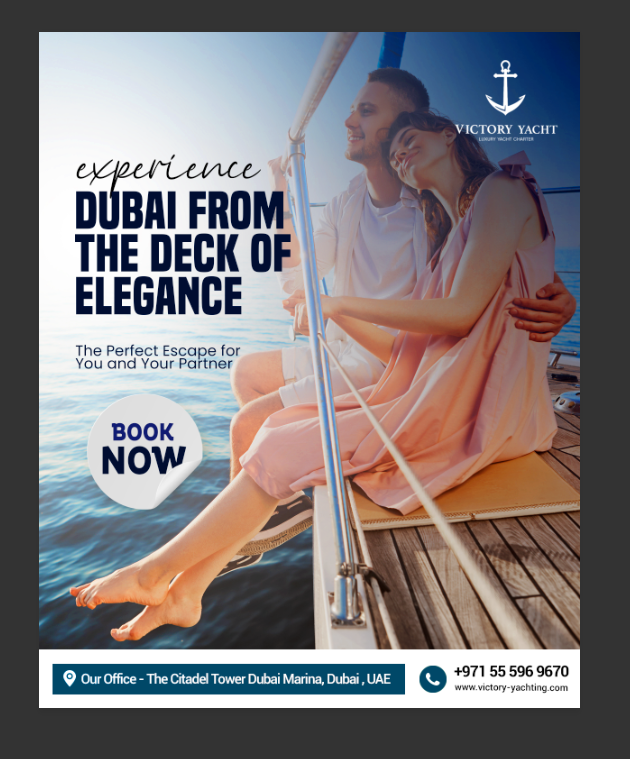 VICTORY YACHT
LUXURY YACHT CHARTER
experience
DUBAI FROM
THE DECK OF
ELEGANCE
The Perfect Escape for
You and Your Partner
BOOK
NOW
Our Office - The Citadel Tower Dubai Marina, Dubai , UAE
+971 55 596 9670
www.victory-yachting.com